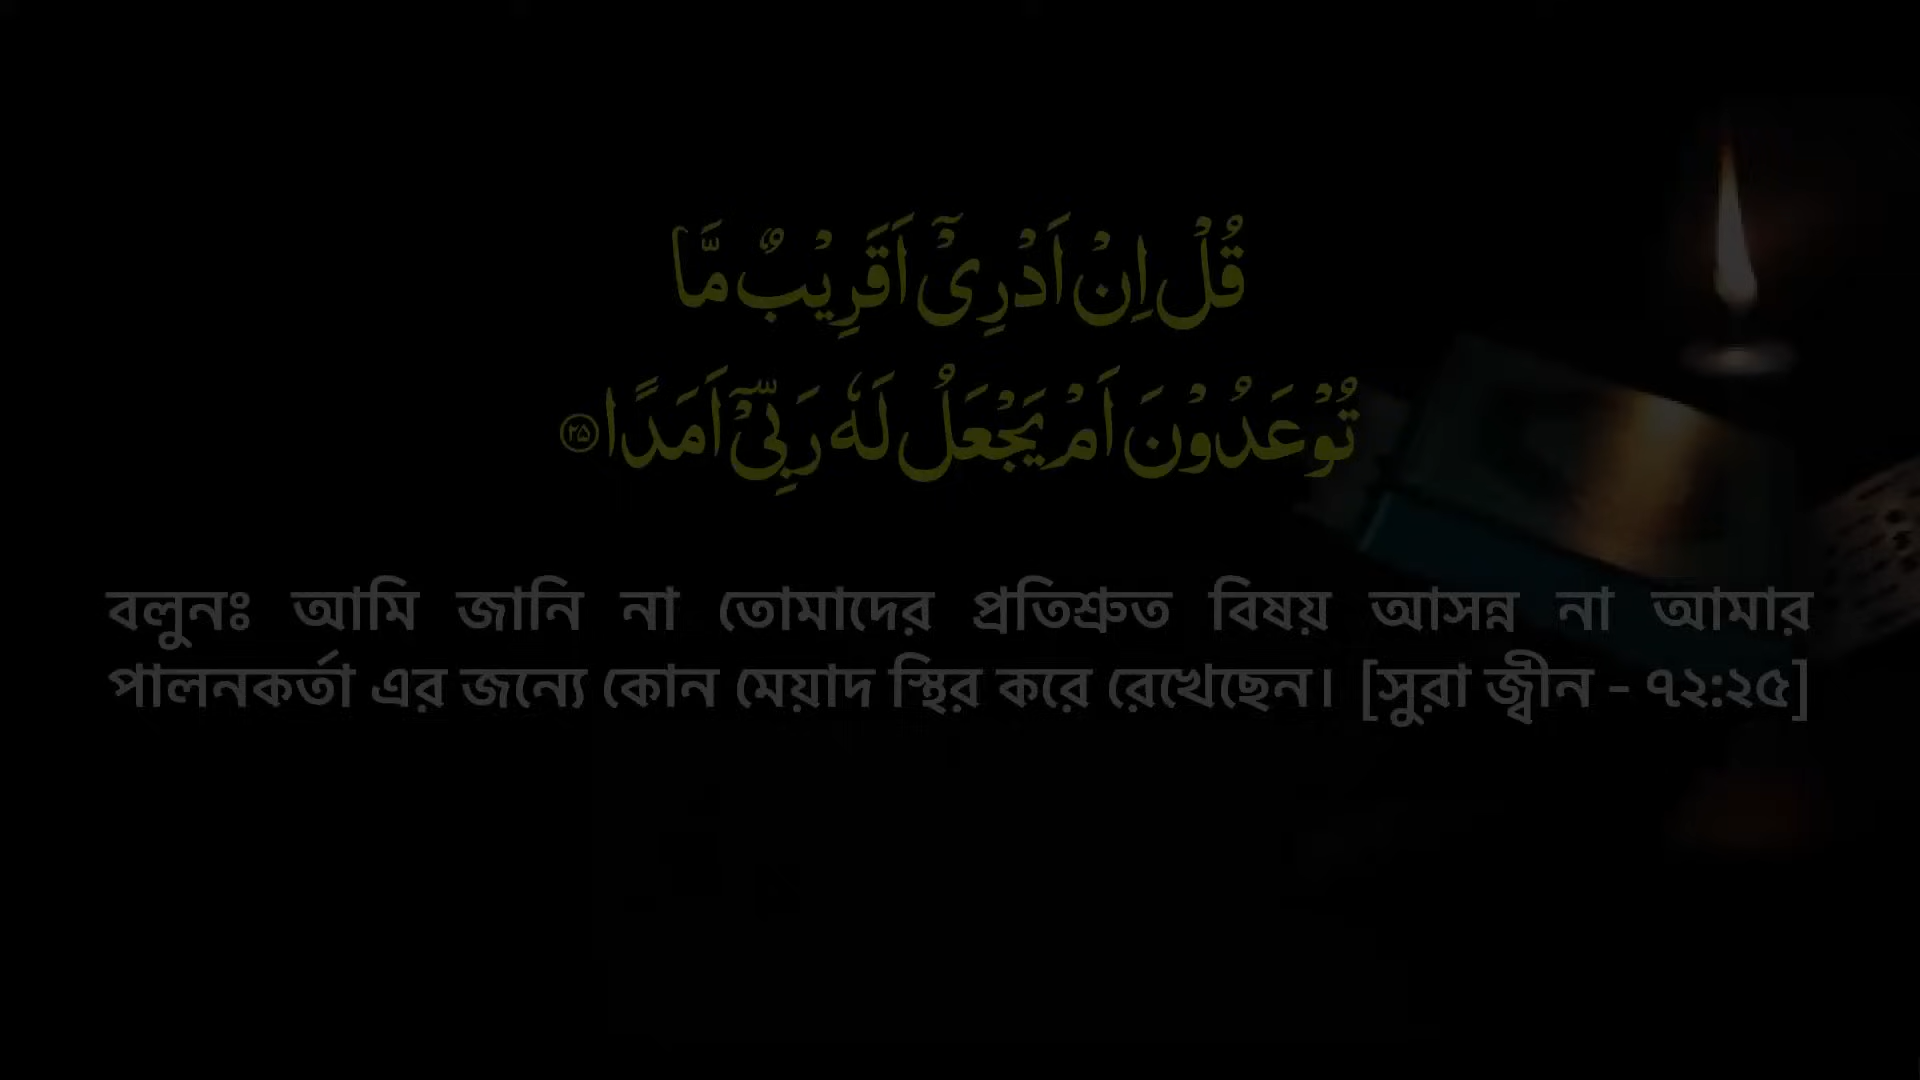 قُلْ اِنْ اَدْرِیْۤ اَقَرِیْبٌ مَّا
تُوْعَدُوْنَ اَمْ یَجْعَلُ لَهٗ رَبِّیْۤ اَمَدًا ﴿۲۵﴾
বলুনঃ আমি জানি না তোমাদের প্রতিশ্রুত বিষয় আসন্ন না আমার
পালনকর্তা এর জন্যে কোন মেয়াদ স্থির করে রেখেছেন। [সুরা জ্বীন - ৭২:২৫]